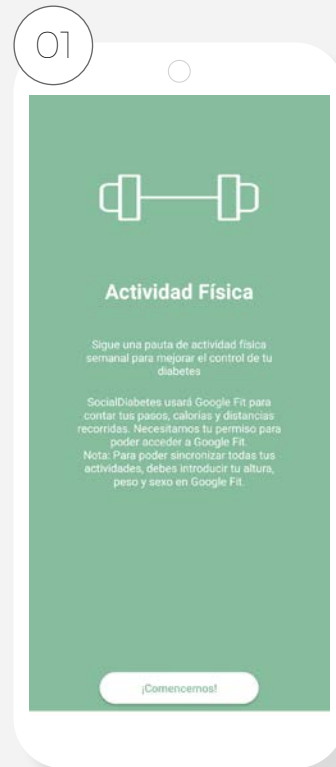 01
Actividad Física
Sigue una pauta de actividad física
semanal para mejorar el control de tu
diabetes
SocialDiabetes usará Google Fit para
contar tus pasos, calorías y distancias
recorridas. Necesitamos tu permiso para
poder acceder a Google Fit.
Nota: Para poder sincronizar todas tus
actividades, debes introducir tu altura,
peso y sexo en Google Fit.
¡Comencemos!